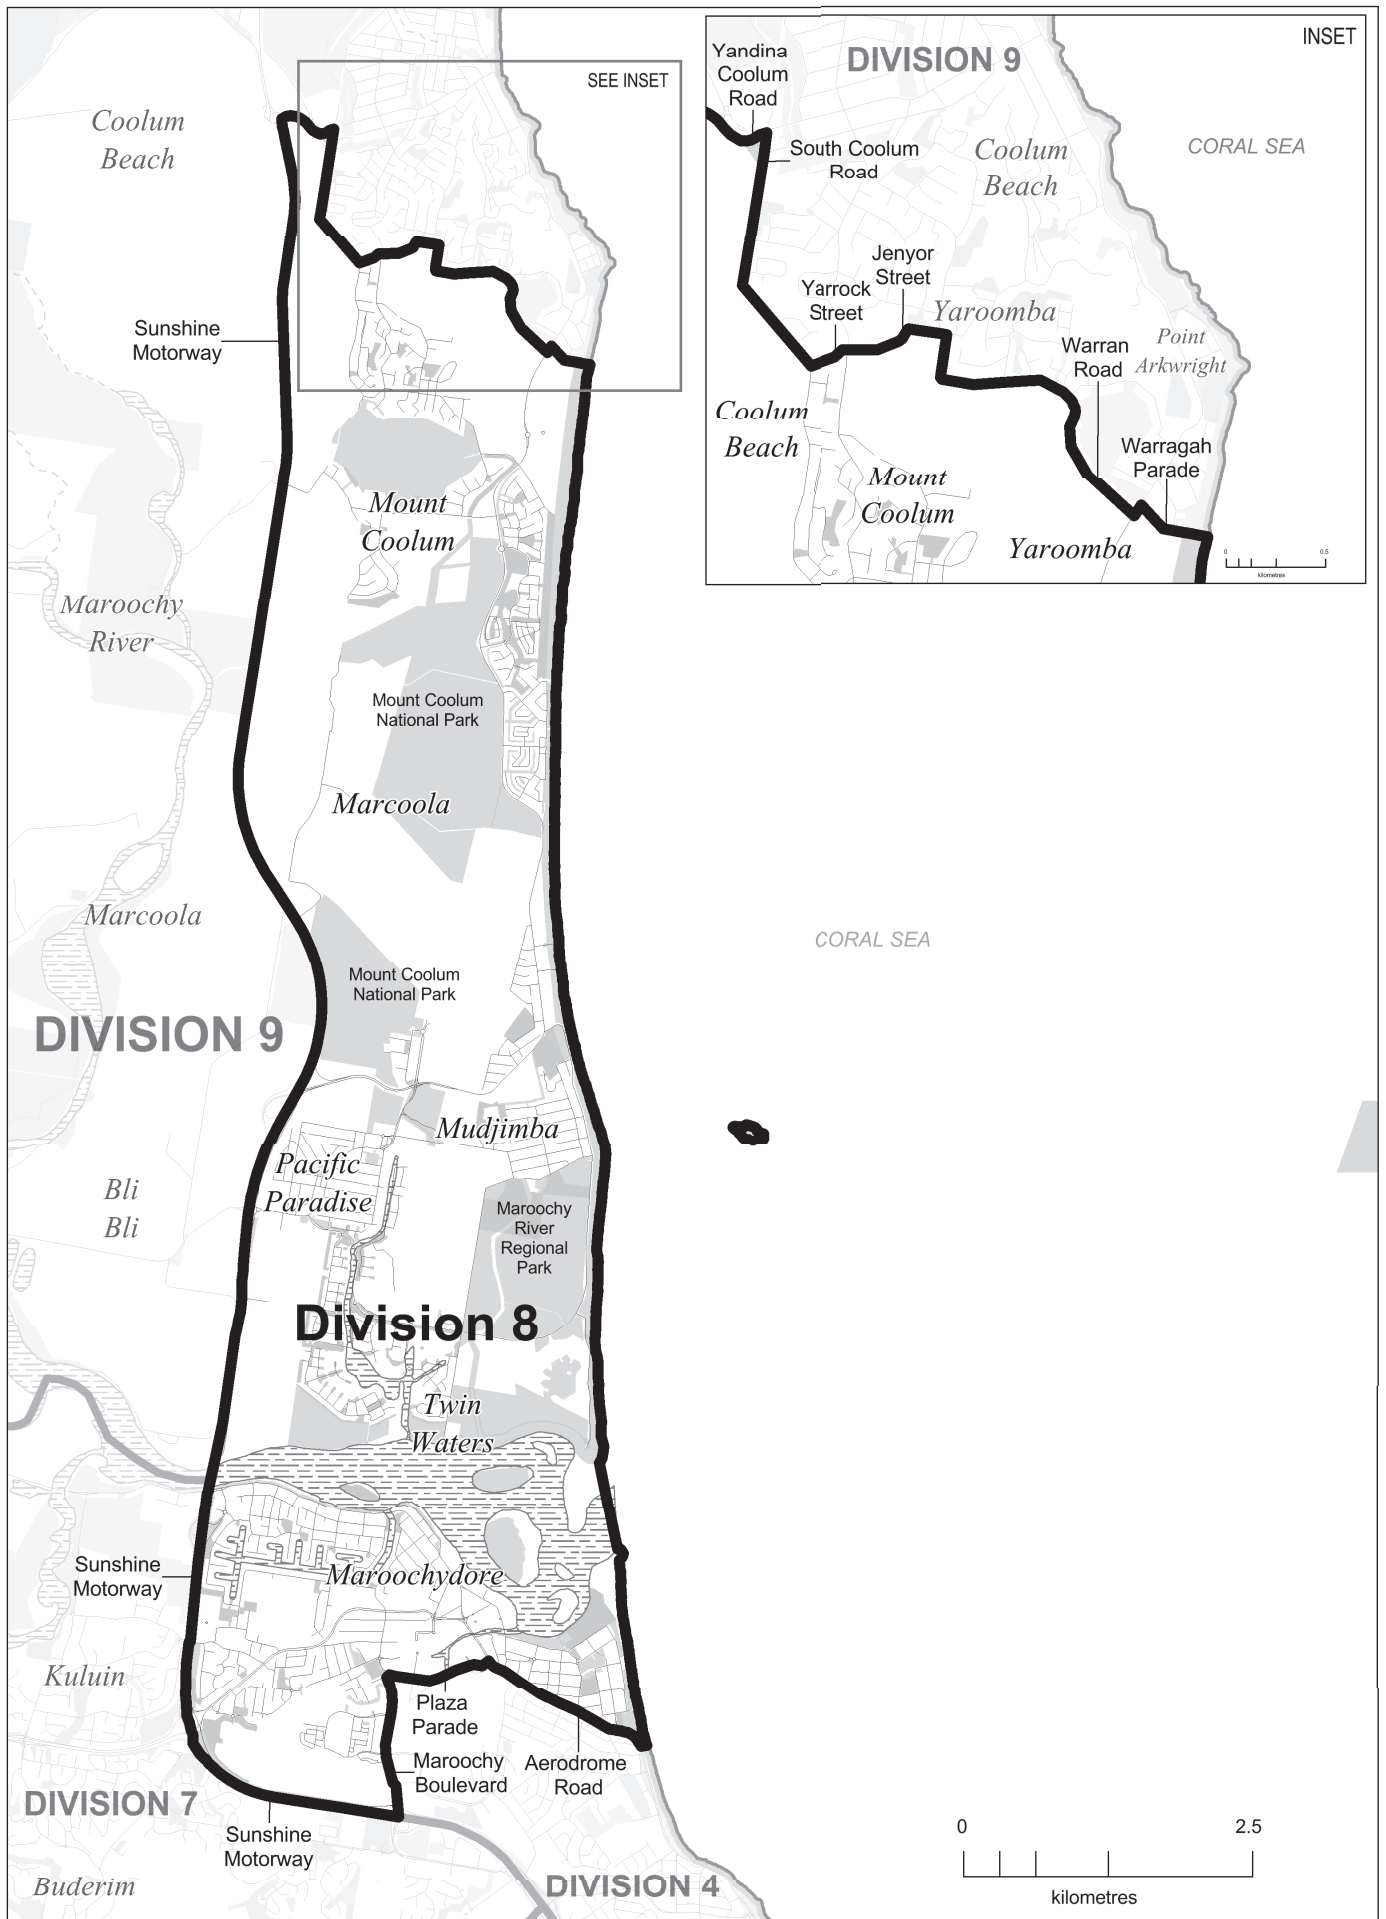 Coolum
Beach
SEE INSET
Sunshine
Motorway
INSET
DIVISION 9
Yandina
Coolum
Road
South Coolum
Road
Coolum
Beach
CORAL SEA
Jenyor
Street
Yarrock
Street
Yaroomba
Warran
Road
Point
Arkwright
Coolum
Beach
Warragah
Parade
Mount
Coolum
Yaroomba
0
0.5
kilometres
Mount
Coolum
Maroochy
River
Mount Coolum
National Park
Marcoola
Marcoola
CORAL SEA
Mount Coolum
National Park
DIVISION 9
Mudjimba
Pacific
Paradise
Bli
Bli
Maroochy
River
Regional
Park
Division 8
Twin
Waters
Sunshine
Motorway
Maroochydore
Kuluin
Plaza
Parade
Maroochy
Boulevard
Aerodrome
Road
DIVISION 7
Sunshine
Motorway
Buderim
DIVISION 4
0
2.5
kilometres